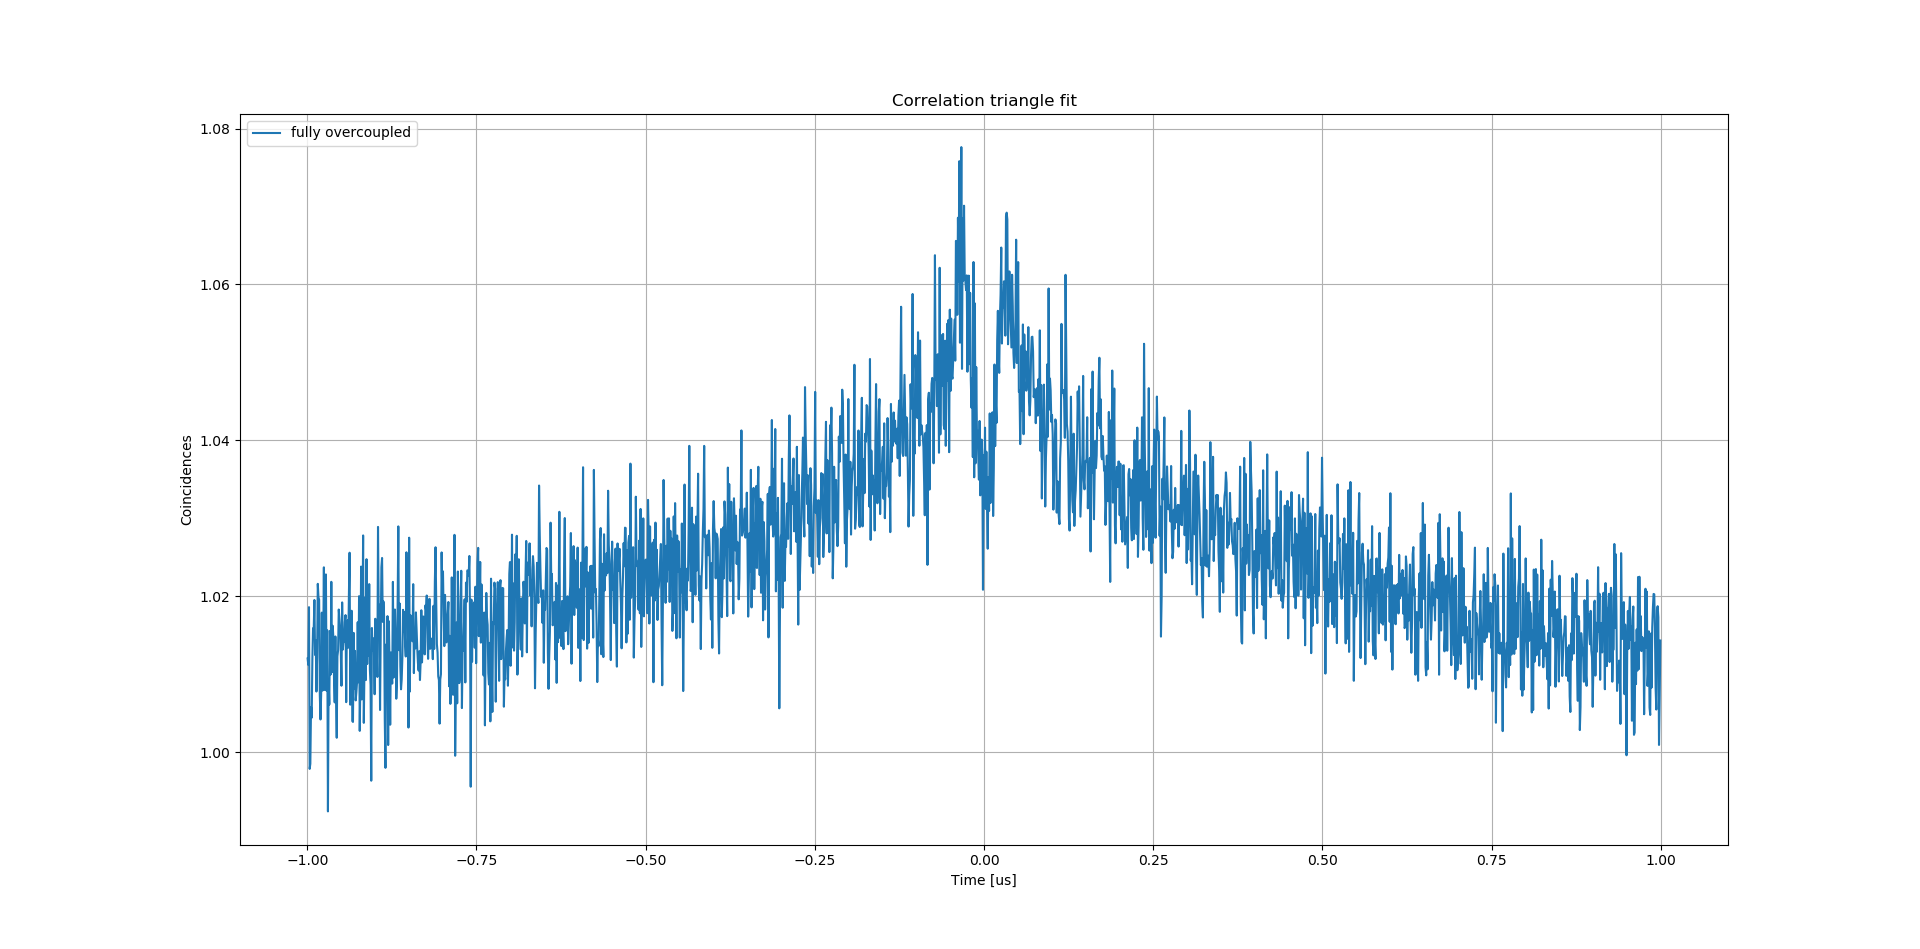 Correlation triangle fit
fully overcoupled
1.08
1.06
1.04
1.02
1.00
Coincidences
−1.00 −0.75 −0.50 −0.25 0.00 0.25 0.50 0.75 1.00
Time [us]